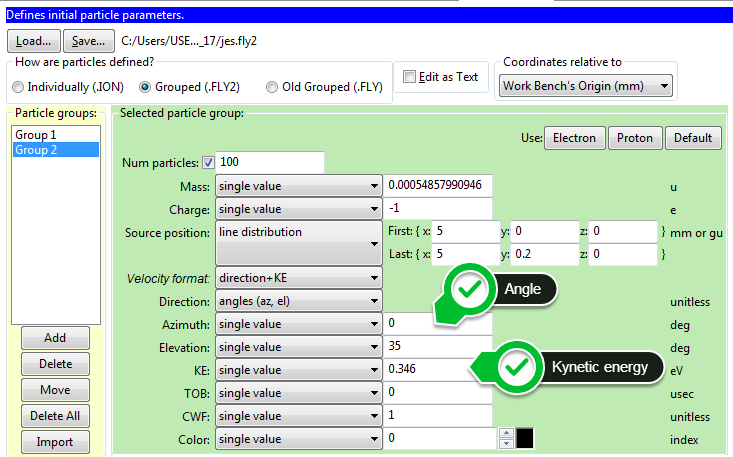 Defines initial particle parameters.
Load... Save... C:/Users/USE..._17/jes.fly2
How are particles defined? Coordinates relative to
Individually (.ION) Grouped (.FLY2) Old Grouped (.FLY) Edit as Text Work Bench's Origin (mm)
Particle groups: Selected particle group:
Group 1 Use: Electron Proton Default
Group 2
Num particles: 100
Mass: single value 0.00054857990946 u
Charge: single value -1 e
Source position: line distribution First: { x: 5 y: 0 z: 0 } mm or gu
Last: { x: 5 y: 0.2 z: 0 }
Velocity format: direction+KE Angle
Direction: angles (az, el) unitless
Azimuth: single value 0 deg
Add Elevation: single value 35 deg
Delete KE: single value 0.346 Kynetic energy eV
Move TOB: single value 0 usec
Delete All CWF: single value 1 unitless
Import Color: single value 0 index